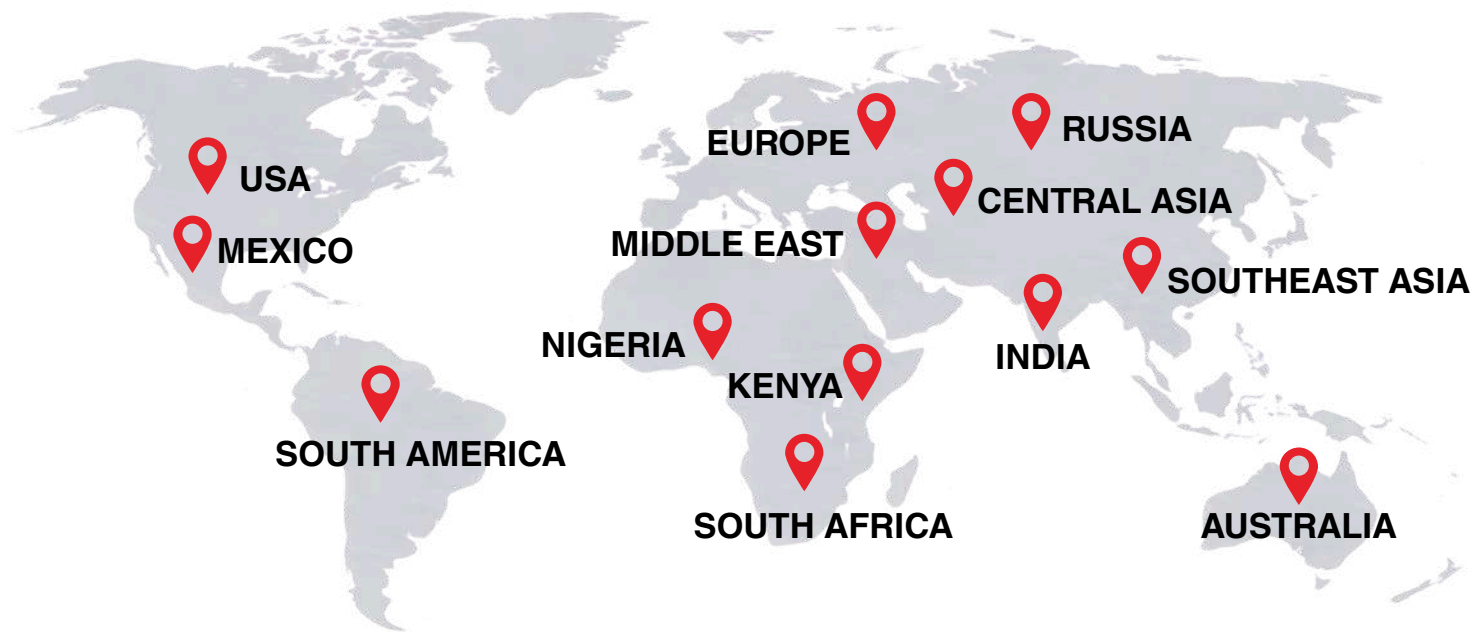 EUROPE
RUSSIA
USA
CENTRAL ASIA
MEXICO
MIDDLE EAST
SOUTHEAST ASIA
NIGERIA
INDIA
KENYA
SOUTH AMERICA
SOUTH AFRICA
AUSTRALIA